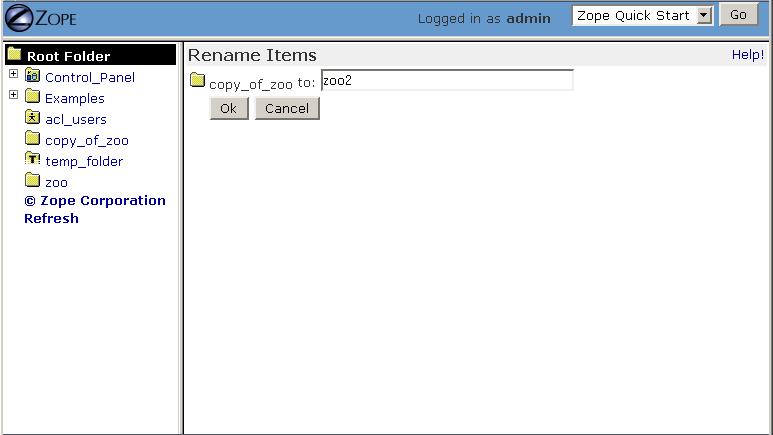 ZOPE
Logged in as admin
Zope Quick Start
Go
Root Folder
Control_Panel
Examples
acl_users
copy_of_zoo
temp_folder
zoo
© Zope Corporation
Refresh
Rename Items
Help!
copy_of_zoo to: zoo2
Ok Cancel